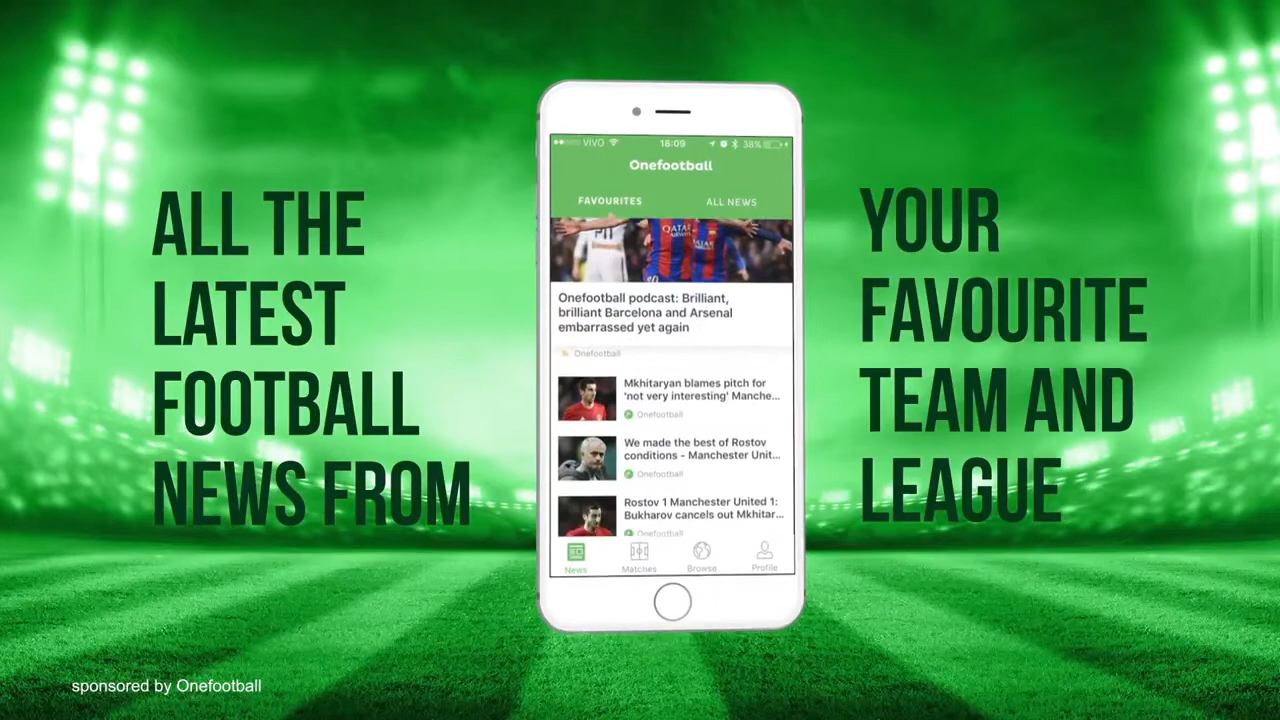 ALL THE
LATEST
FOOTBALL
NEWS FROM
VIVO 18:09 38%
Onefootball
FAVOURITES ALL NEWS
QATAR
AIRWAYS
Onefootball podcast: Brilliant,
brilliant Barcelona and Arsenal
embarrassed yet again
Onefootball
Mkhitaryan blames pitch for
'not very interesting' Manche...
Onefootball
We made the best of Rostov
conditions - Manchester Unit...
Onefootball
Rostov 1 Manchester United 1:
Bukharov cancels out Mkhitar...
Onefootball
News Matches Browse Profile
YOUR
FAVOURITE
TEAM AND
LEAGUE
sponsored by Onefootball